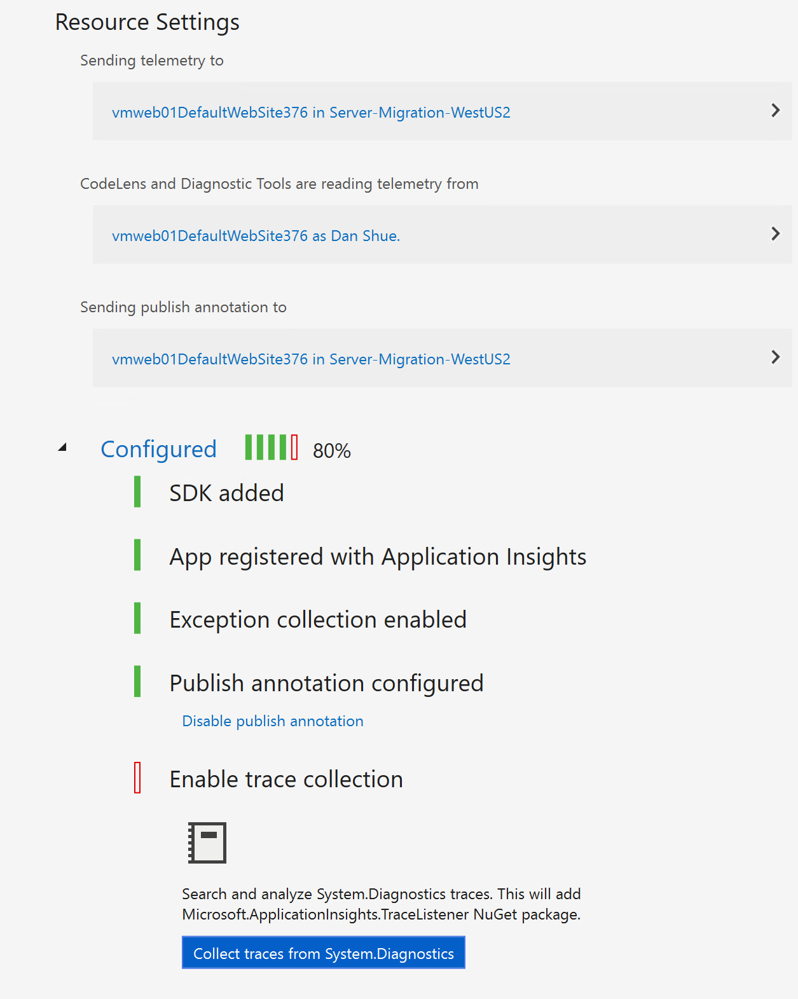 Resource Settings
Sending telemetry to
vmweb01DefaultWebSite376 in Server-Migration-WestUS2
CodeLens and Diagnostic Tools are reading telemetry from
vmweb01DefaultWebSite376 as Dan Shue.
Sending publish annotation to
vmweb01DefaultWebSite376 in Server-Migration-WestUS2
Configured 80%
SDK added
App registered with Application Insights
Exception collection enabled
Publish annotation configured
Disable publish annotation
Enable trace collection
Search and analyze System.Diagnostics traces. This will add
Microsoft.ApplicationInsights.TraceListener NuGet package.
Collect traces from System.Diagnostics